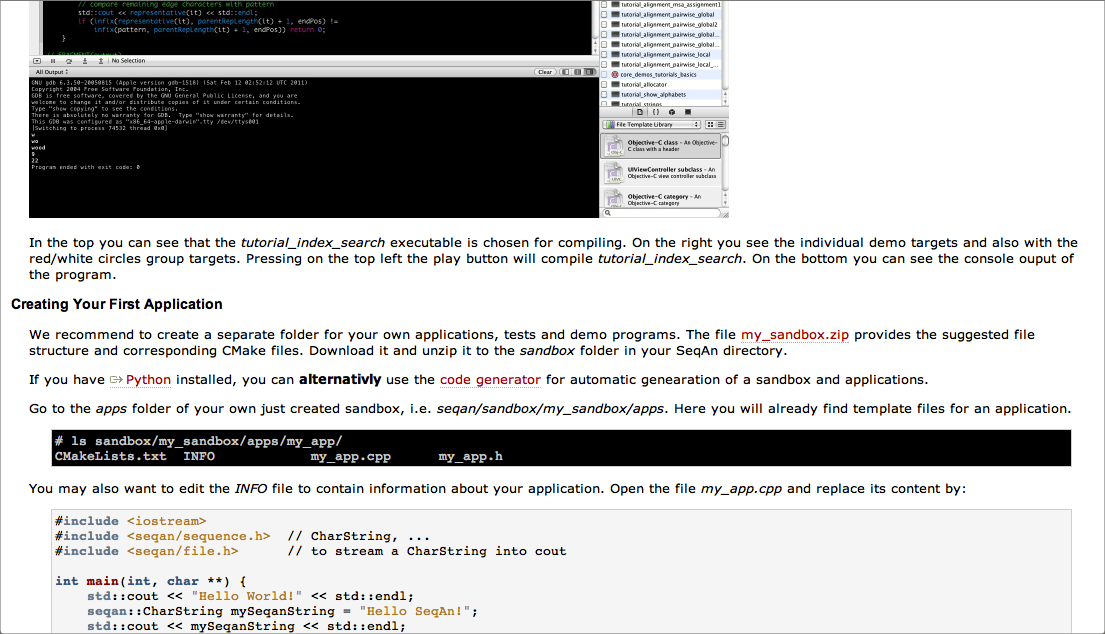 // compare remaining edge characters with pattern
std::cout << representative(it) << std::endl;
if (infix(representative(it), parentRepLength(it) + 1, endPos) !=
infix(pattern, parentRepLength(it) + 1, endPos)) return 0;
}
No Selection
All Output
Clear
GNU gdb 6.3.50-20050815 (Apple version gdb-1518) (Sat Feb 12 02:52:12 UTC 2011)
Copyright 2004 Free Software Foundation, Inc.
GDB is free software, covered by the GNU General Public License, and you are
welcome to change it and/or distribute copies of it under certain conditions.
Type "show copying" to see the conditions.
There is absolutely no warranty for GDB.  Type "show warranty" for details.
This GDB was configured as "x86_64-apple-darwin".tty /dev/ttys001
[Switching to process 74532 thread 0x0]
w
wo
wood
9
22
Program ended with exit code: 0
tutorial_alignment_msa_assignment1
tutorial_alignment_pairwise_global
tutorial_alignment_pairwise_global2
tutorial_alignment_pairwise_global...
tutorial_alignment_pairwise_global...
tutorial_alignment_pairwise_local
tutorial_alignment_pairwise_local_...
core_demos_tutorials_basics
tutorial_allocator
tutorial_show_alphabets
tutorial_strings
{ }
File Template Library
Objective-C class - An Objective-
C class with a header
UIViewController subclass - An
Objective-C view controller subclass
Objective-C category - An
Objective-C category
In the top you can see that the tutorial_index_search executable is chosen for compiling. On the right you see the individual demo targets and also with the
red/white circles group targets. Pressing on the top left the play button will compile tutorial_index_search. On the bottom you can see the console ouput of
the program.
Creating Your First Application
We recommend to create a separate folder for your own applications, tests and demo programs. The file my_sandbox.zip provides the suggested file
structure and corresponding CMake files. Download it and unzip it to the sandbox folder in your SeqAn directory.
If you have Python installed, you can alternativly use the code generator for automatic genearation of a sandbox and applications.
Go to the apps folder of your own just created sandbox, i.e. seqan/sandbox/my_sandbox/apps. Here you will already find template files for an application.
# ls sandbox/my_sandbox/apps/my_app/
CMakeLists.txt  INFO            my_app.cpp      my_app.h
You may also want to edit the INFO file to contain information about your application. Open the file my_app.cpp and replace its content by:
#include <iostream>
#include <seqan/sequence.h>  // CharString, ...
#include <seqan/file.h>      // to stream a CharString into cout
int main(int, char **) {
std::cout << "Hello World!" << std::endl;
seqan::CharString mySeqanString = "Hello SeqAn!";
std::cout << mySeqanString << std::endl;